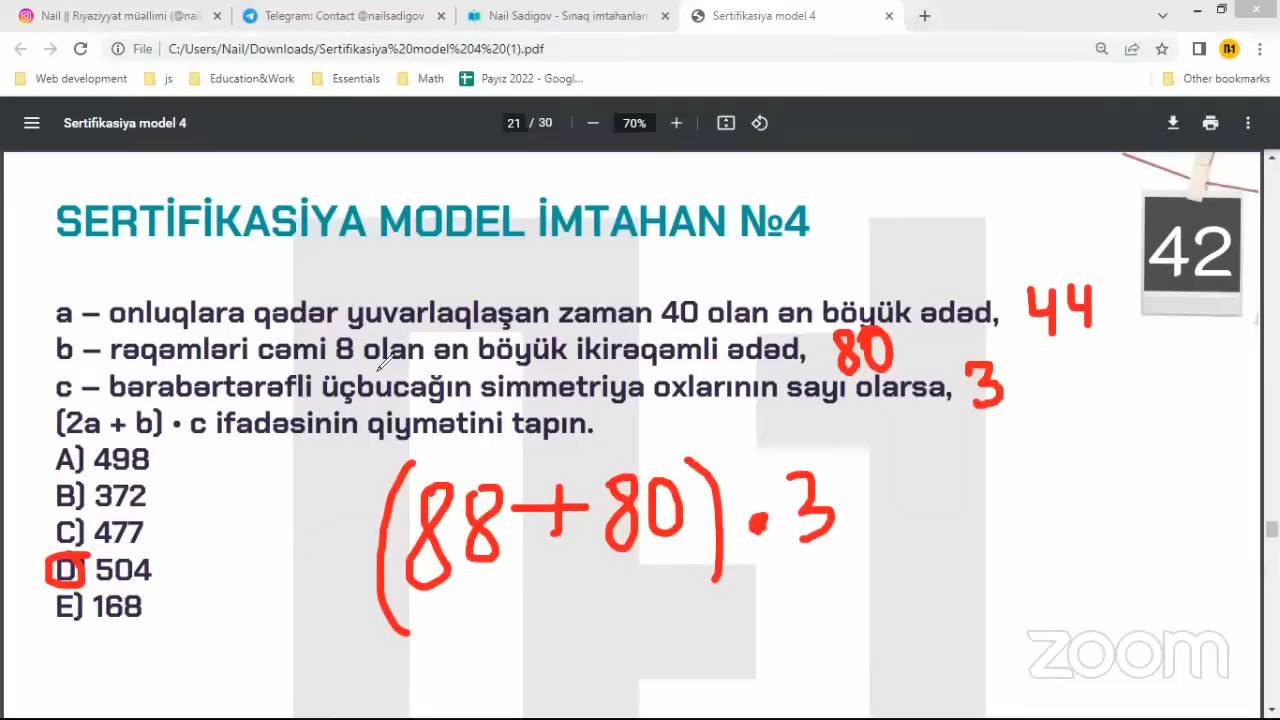 Nail || Riyaziyyat müəllimi (@nail
Telegram: Contact @nailsadigov
Nail Sadigov - Sınaq imtahanları
Sertifikasiya model 4
File
C:/Users/Nail/Downloads/Sertifikasiya%20model%204%20(1).pdf
Web development
js
Education&Work
Essentials
Math
Payız 2022 - Googl...
Other bookmarks
Sertifikasiya model 4
21 / 30
70%
SERTİFİKASİYA MODEL İMTAHAN №4
42
a – onluqlara qədər yuvarlaqlaşan zaman 40 olan ən böyük ədəd, 44
b – rəqəmləri cəmi 8 olan ən böyük ikirəqəmli ədəd, 80
c – bərabərtərəfli üçbucağın simmetriya oxlarının sayı olarsa, 3
(2a + b) • c ifadəsinin qiymətini tapın.
A) 498
B) 372
C) 477
D) 504
E) 168
(88+80)·3
zoom